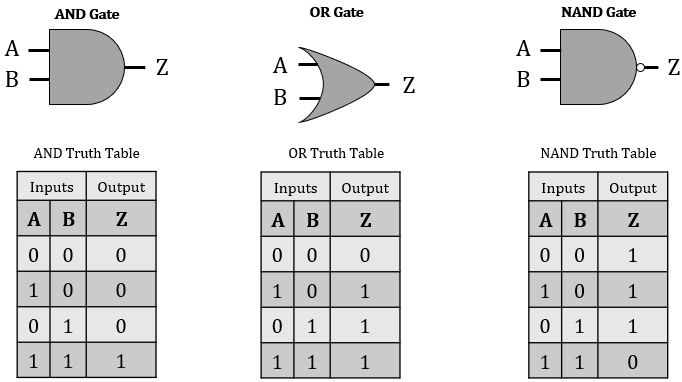 AND Gate
A
B
Z
OR Gate
A
B
Z
NAND Gate
A
B
Z
AND Truth Table
Inputs Output
A B Z
0 0 0
1 0 0
0 1 0
1 1 1
OR Truth Table
Inputs Output
A B Z
0 0 0
1 0 1
0 1 1
1 1 1
NAND Truth Table
Inputs Output
A B Z
0 0 1
1 0 1
0 1 1
1 1 0